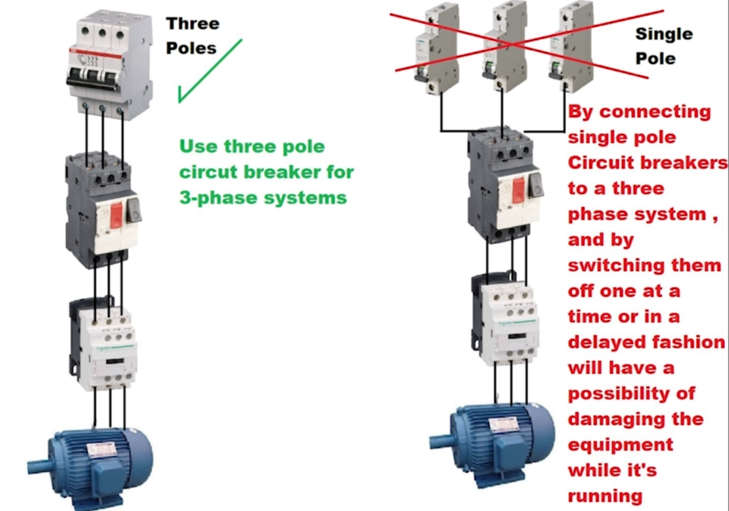 Three
Poles
Use three pole
circut breaker for
3-phase systems
Single
Pole
By connecting
single pole
Circuit breakers
to a three
phase system ,
and by
switching them
off one at a
time or in a
delayed fashion
will have a
possibility of
damaging the
equipment
while it's
running